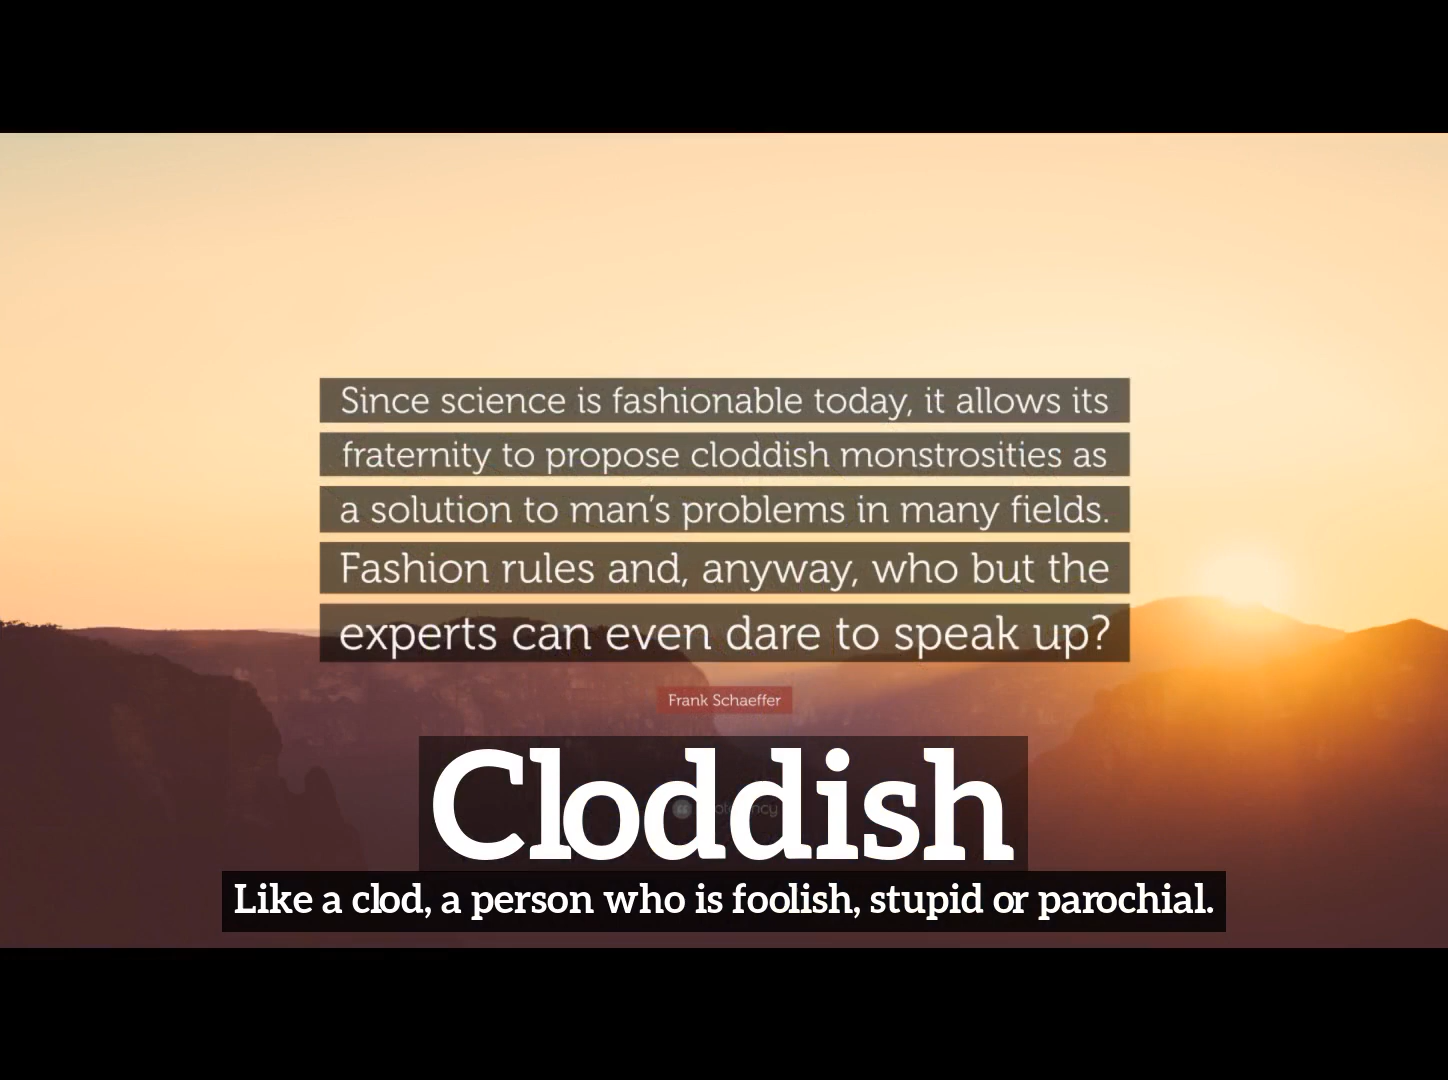 Since science is fashionable today, it allows its
fraternity to propose cloddish monstrosities as
a solution to man's problems in many fields.
Fashion rules and, anyway, who but the
experts can even dare to speak up?
Frank Schaeffer
Cloddish
Like a clod, a person who is foolish, stupid or parochial.